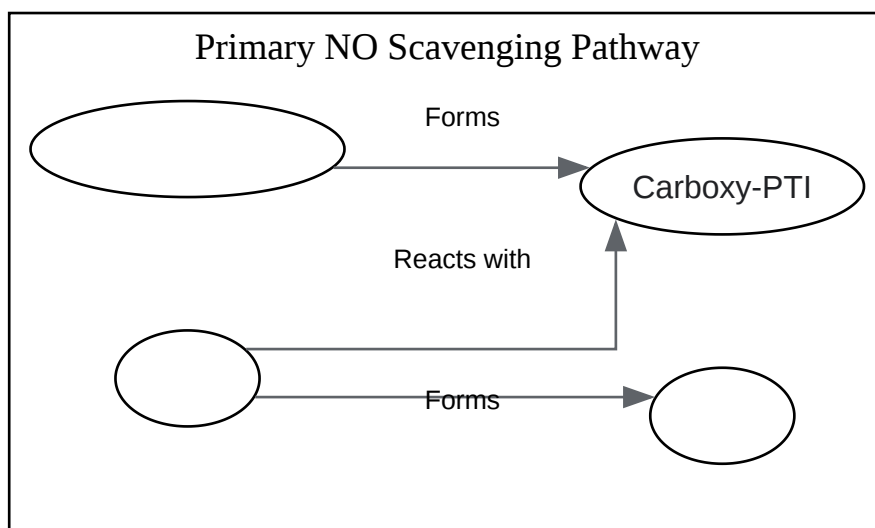 Primary NO Scavenging Pathway
Forms
Carboxy-PTI
Reacts with
Forms